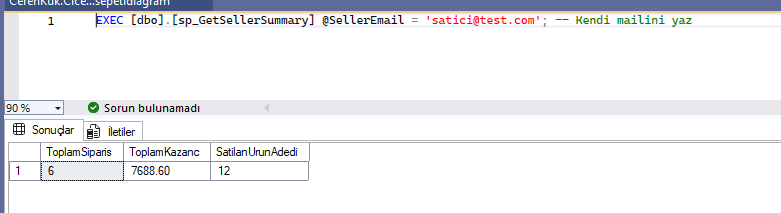 CerenKuk.Cice...sepetidiagram
1 EXEC [dbo].[sp_GetSellerSummary] @SellerEmail = 'satici@test.com'; -- Kendi mailini yaz
90 % Sorun bulunamadı
Sonuçlar İletiler
ToplamSiparis ToplamKazanc SatilanUrunAdedi
1 6 7688.60 12